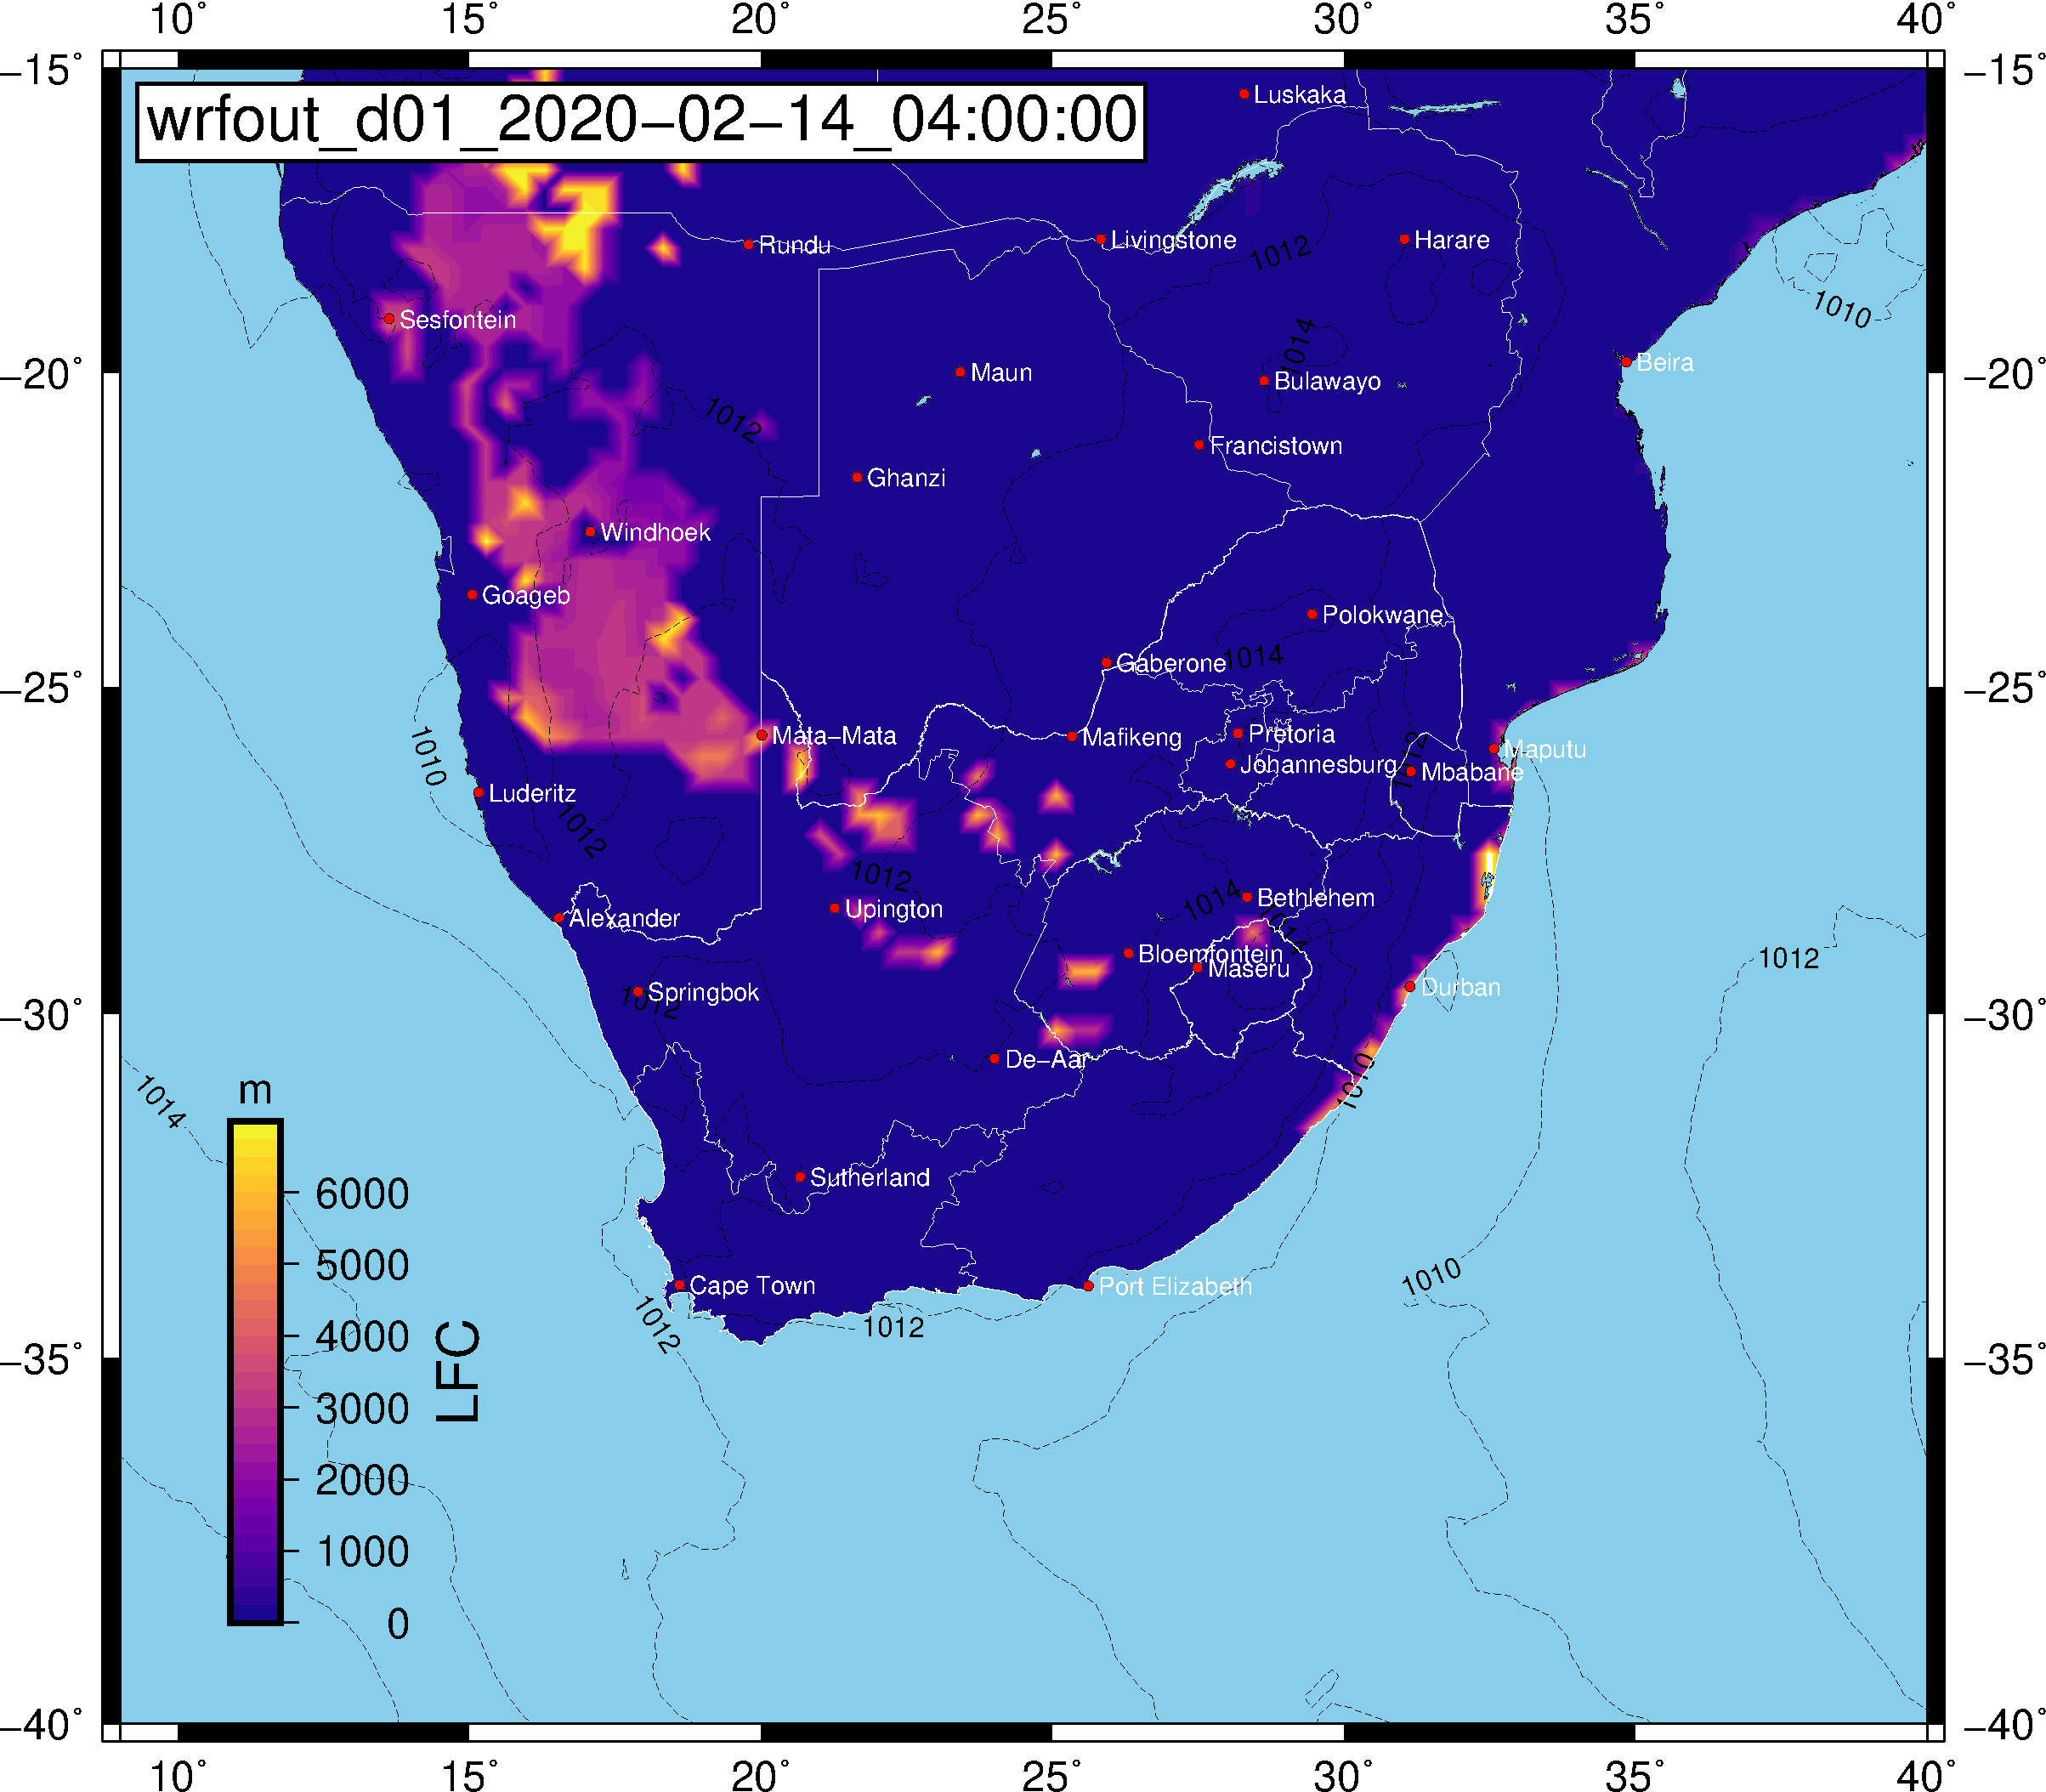 10° 15° 20° 25° 30° 35° 40°
−15° −15°
wrfout_d01_2020−02−14_04:00:00
Luskaka
Rundu
Livingstone
Harare
1012
1010
Sesfontein
1014
−20° −20°
Maun
Bulawayo
Beira
1012
Francistown
Ghanzi
Windhoek
Goageb
Polokwane
Gaberone
1014
−25° −25°
1010
Mata−Mata
Mafikeng
Pretoria
Maputu
Johannesburg
1012
Mbabane
Luderitz
1012
1012
1014
Bethlehem
Upington
Alexander
1014
Bloemfontein
Maseru
1012
Springbok
1012
Durban
−30° −30°
De−Aar
1010
1014
m
Sutherland
6000
5000
4000
3000
2000
1000
0
LFC
Cape Town
Port Elizabeth
1010
1012
1012
−35° −35°
−40° −40°
10° 15° 20° 25° 30° 35° 40°